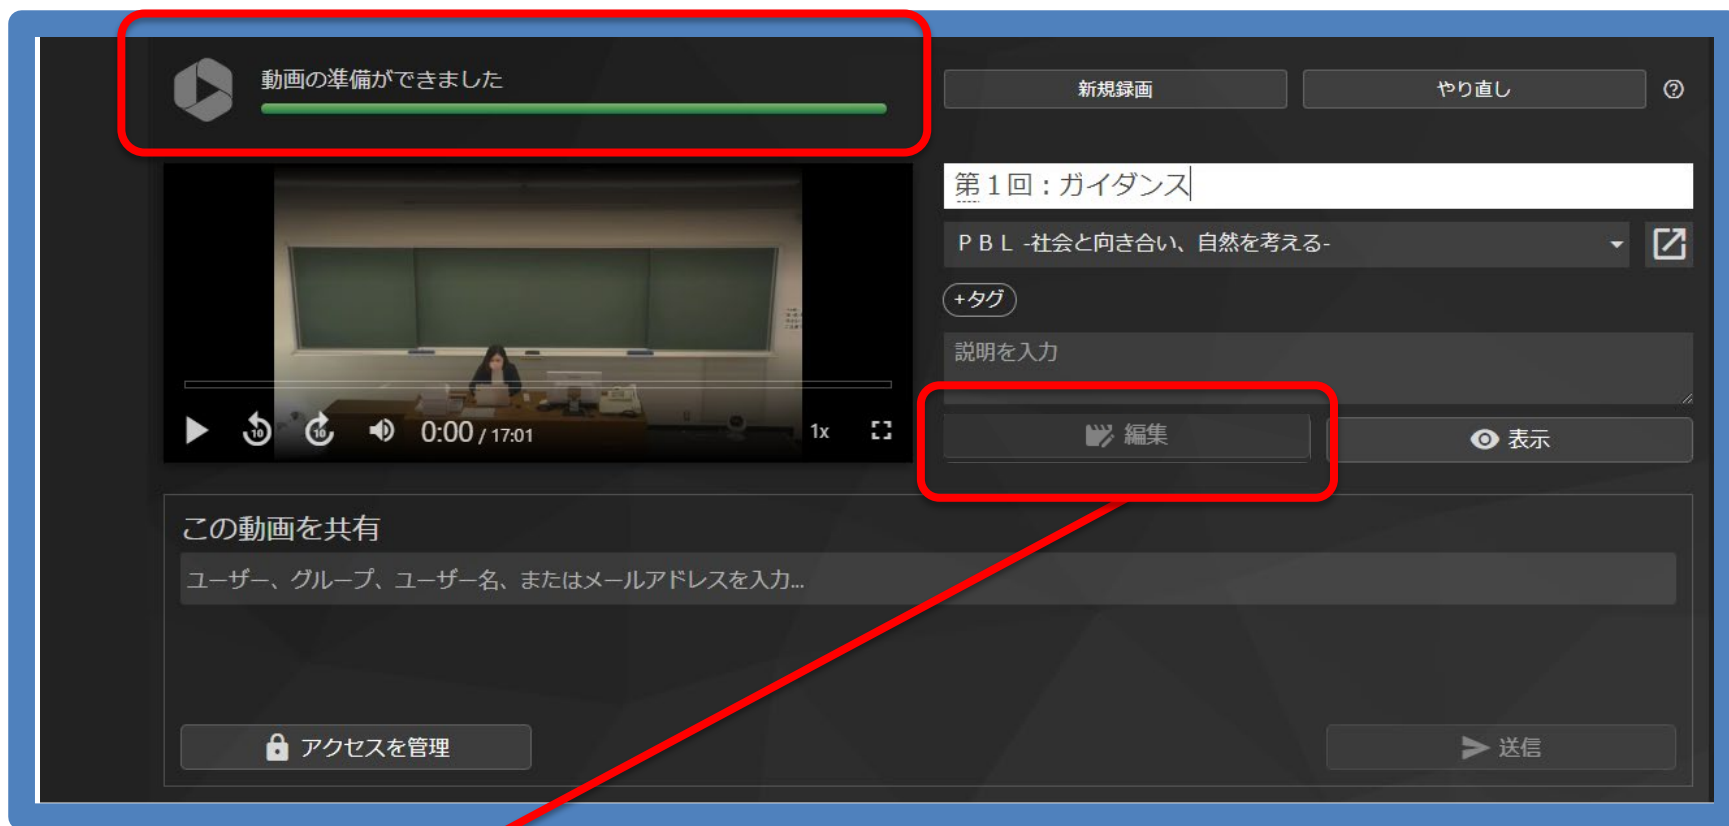 動画の準備ができました
新規録画
やり直し
第１回：ガイダンス
ＰＢＬ -社会と向き合い、自然を考える-
+タグ
説明を入力
10
10
0:00 / 17:01
1x
編集
表示
この動画を共有
ユーザー、グループ、ユーザー名、またはメールアドレスを入力...
アクセスを管理
送信